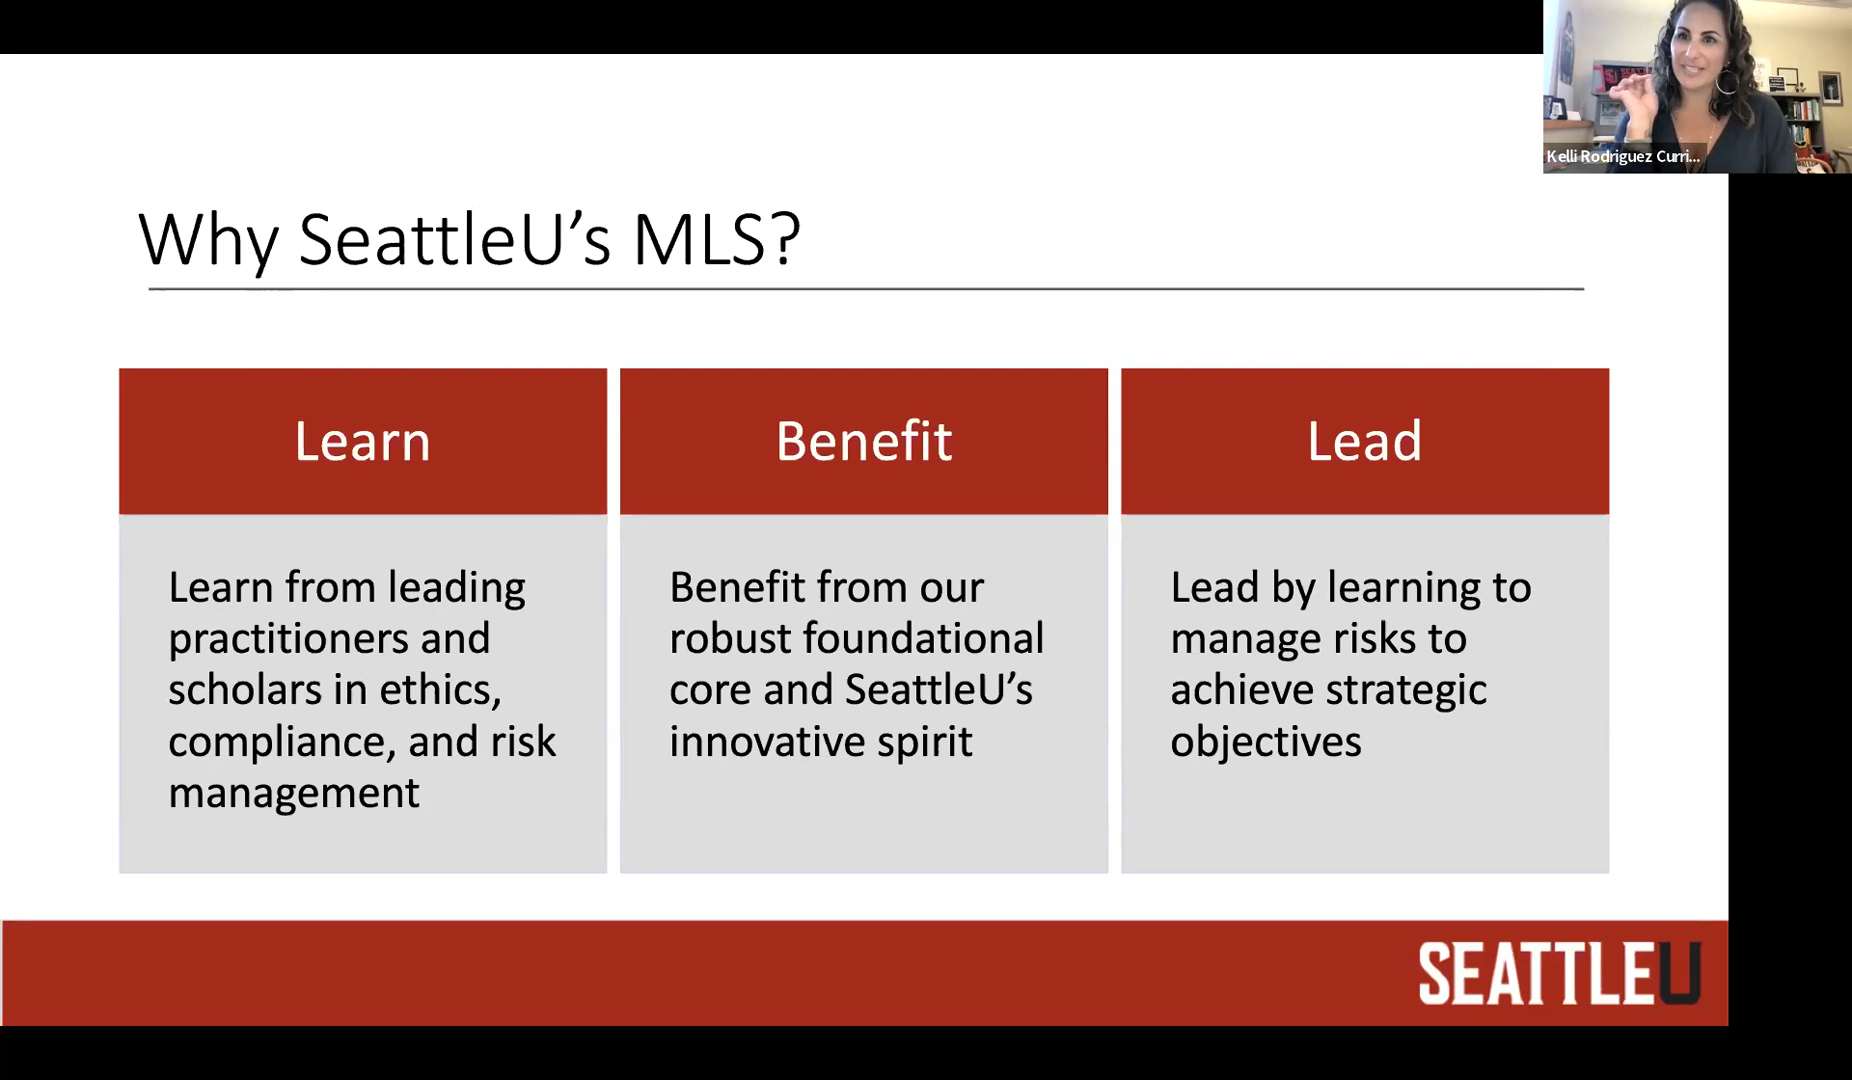 Kelli Rodriguez Curri...
Why SeattleU’s MLS?
Learn
Learn from leading
practitioners and
scholars in ethics,
compliance, and risk
management
Benefit
Benefit from our
robust foundational
core and SeattleU’s
innovative spirit
Lead
Lead by learning to
manage risks to
achieve strategic
objectives
SEATTLEU